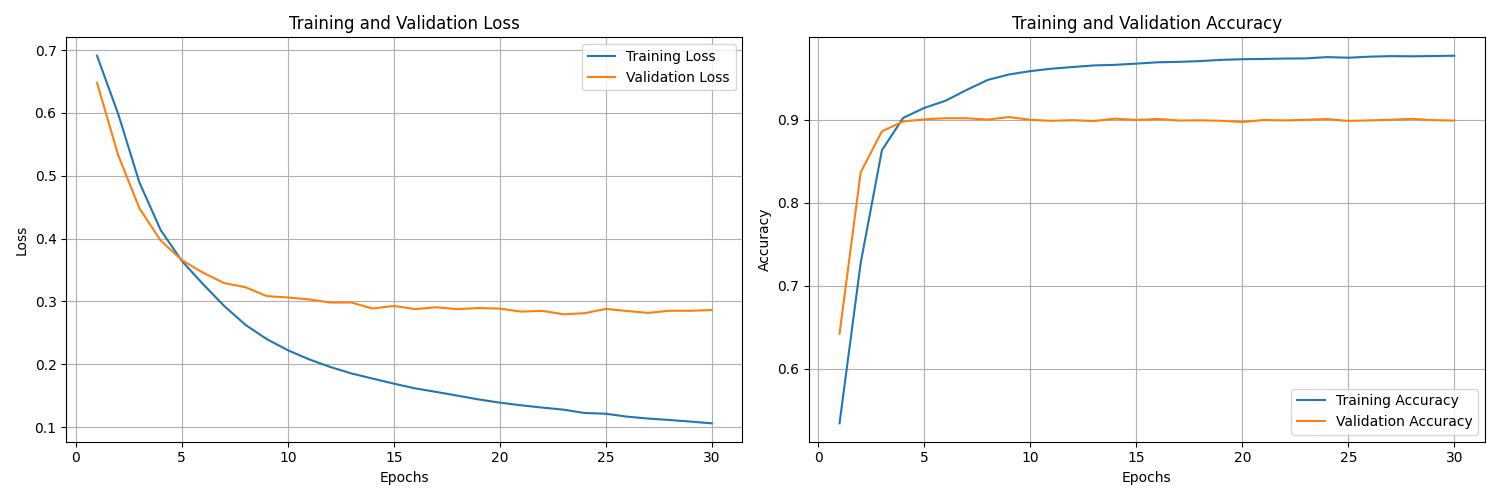 Training and Validation Loss
0.7
0.6
0.5
0.4
0.3
0.2
0.1
Loss
0 5 10 15 20 25 30
Epochs
Training Loss
Validation Loss
Training and Validation Accuracy
0.9
0.8
0.7
0.6
Accuracy
0 5 10 15 20 25 30
Epochs
Training Accuracy
Validation Accuracy